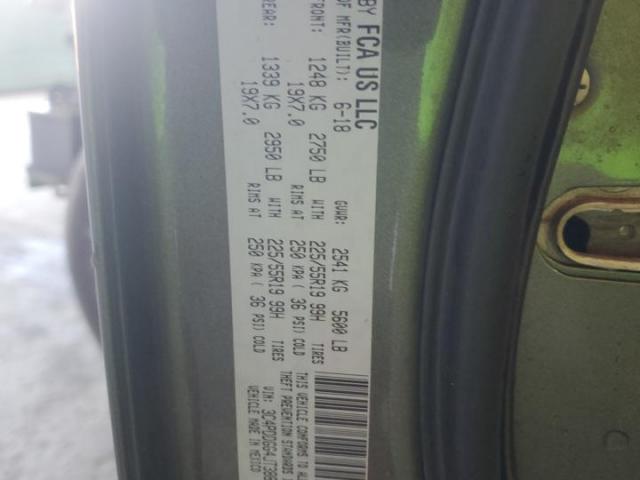 BY FCA US LLC
OF MFR(BUILT): 6-18 GVWR: 2541 KG 5600 LB
FRONT: 1248 KG 2750 LB WITH 225/55R19 99H TIRES
19X7.0 RIMS AT 250 KPA ( 36 PSI) COLD
REAR: 1339 KG 2950 LB WITH 225/55R19 99H TIRES
19X7.0 RIMS AT 250 KPA ( 36 PSI) COLD
THIS VEHICLE CONFORMS TO
THEFT PREVENTION STANDARDS
VIN: 3C4PDDGG4JT
VEHICLE MADE IN MEXICO